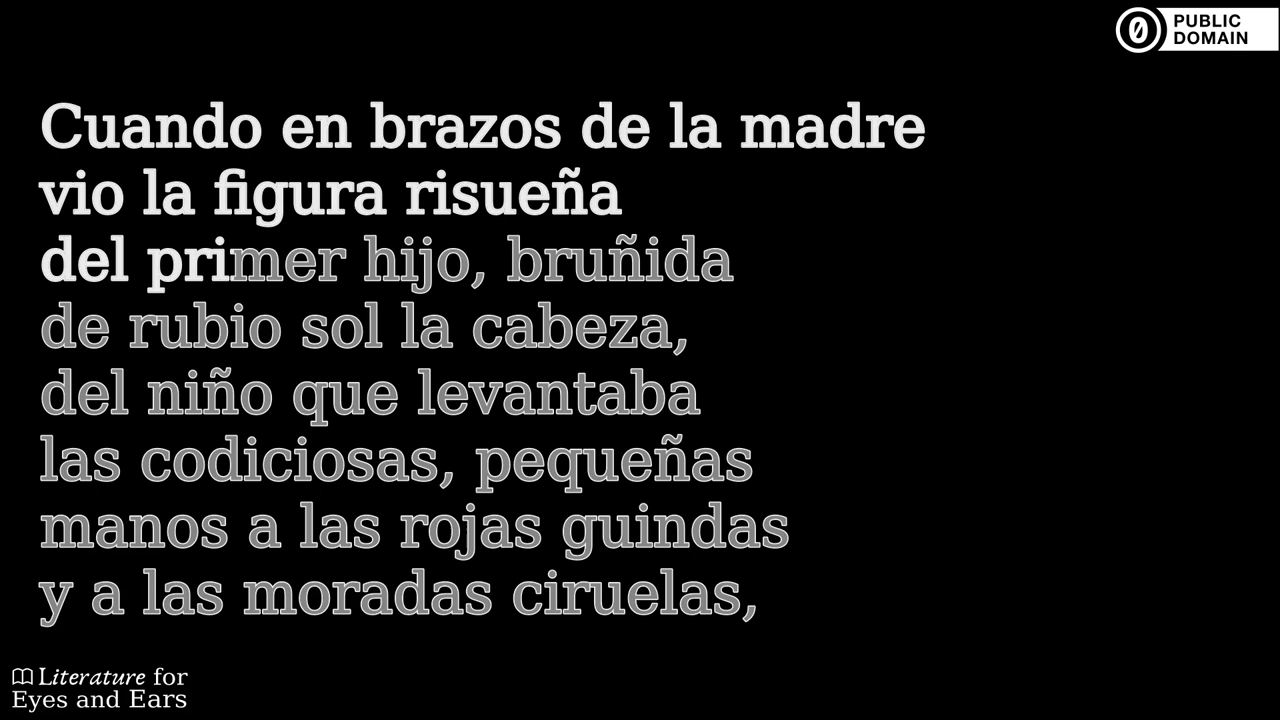 PUBLIC
DOMAIN
Cuando en brazos de la madre
vio la figura risueña
del primer hijo, bruñida
de rubio sol la cabeza,
del niño que levantaba
las codiciosas, pequeñas
manos a las rojas guindas
y a las moradas ciruelas,
Literature for
Eyes and Ears